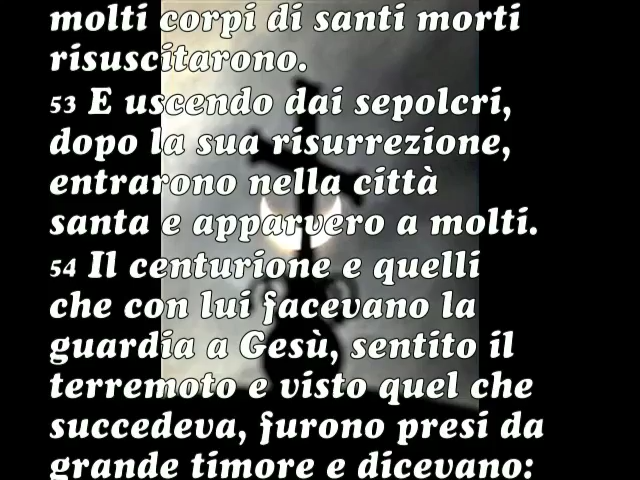 molti corpi di santi morti
risuscitarono.
53 E uscendo dai sepolcri,
dopo la sua risurrezione,
entrarono nella città
santa e apparvero a molti.
54 Il centurione e quelli
che con lui facevano la
guardia a Gesù, sentito il
terremoto e visto quel che
succedeva, furono presi da
grande timore e dicevano: